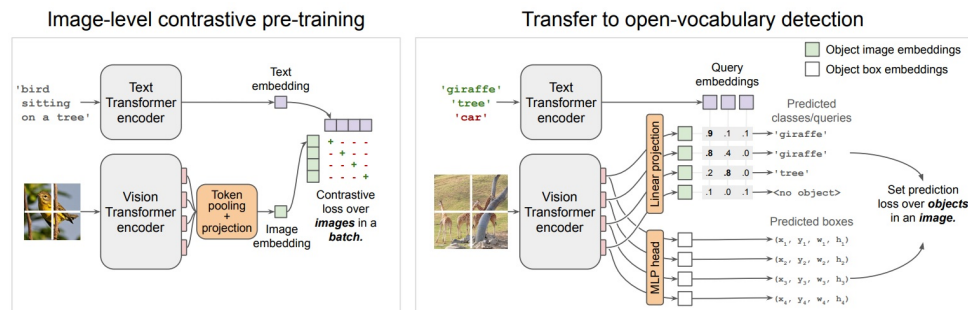 Image-level contrastive pre-training
'bird
sitting
on a tree'
Text
Transformer
encoder
Text
embedding
+ - - -
- + - -
- - + -
- - - +
Vision
Transformer
encoder
Token
pooling
+
projection
Image
embedding
Contrastive
loss over
images in a
batch.
Transfer to open-vocabulary detection
Object image embeddings
Object box embeddings
'giraffe'
'tree'
'car'
Text
Transformer
encoder
Query
embeddings
Predicted
classes/queries
Vision
Transformer
encoder
Linear projection
.9 .1 .1 'giraffe'
.8 .4 .0 'giraffe'
.2 .8 .0 'tree'
.1 .0 .1 <no object>
MLP head
Predicted boxes
(x₁, y₁, w₁, h₁)
(x₂, y₂, w₂, h₂)
(x₃, y₃, w₃, h₃)
(x₄, y₄, w₄, h₄)
Set prediction
loss over objects
in an image.